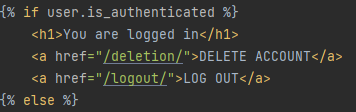 {% if user.is_authenticated %}
<h1>You are logged in</h1>
<a href="/deletion/">DELETE ACCOUNT</a>
<a href="/logout/">LOG OUT</a>
{% else %}